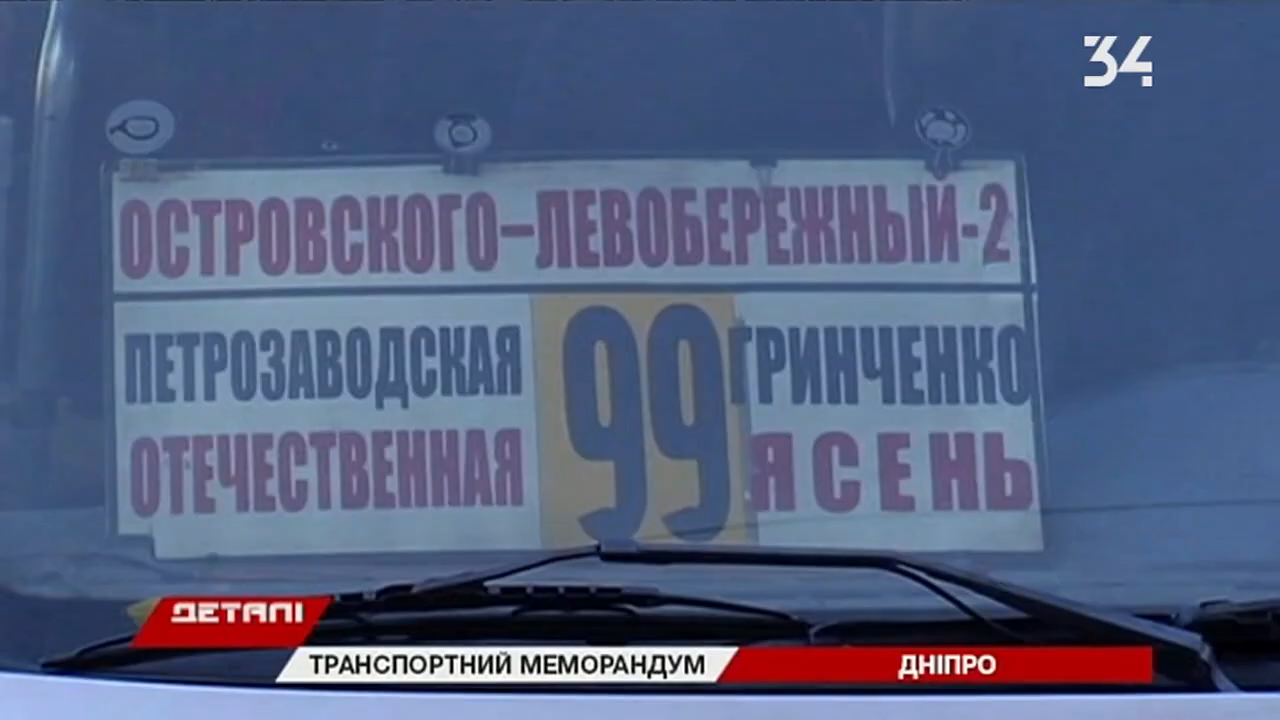 34
ОСТРОВСКОГО-ЛЕВОБЕРЕЖНЫЙ-2
ПЕТРОЗАВОДСКАЯ 99 ГРИНЧЕНКО
ОТЕЧЕСТВЕННАЯ ЯСЕНЬ
ДЕТАЛІ
ТРАНСПОРТНИЙ МЕМОРАНДУМ ДНІПРО